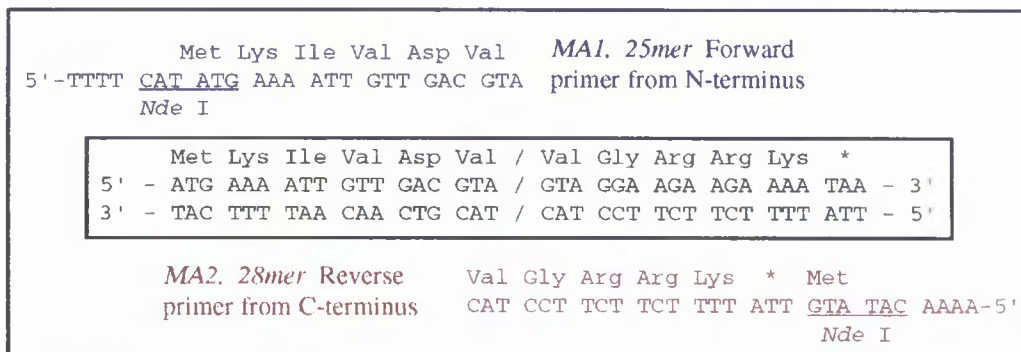 Met Lys Ile Val Asp Val MA1, 25mer Forward
5'-TTTT CAT ATG AAA ATT GTT GAC GTA primer from N-terminus
Nde I
Met Lys Ile Val Asp Val / Val Gly Arg Arg Lys *
5' - ATG AAA ATT GTT GAC GTA / GTA GGA AGA AGA AAA TAA - 3'
3' - TAC TTT TAA CAA CTG CAT / CAT CCT TCT TCT TTT ATT - 5'
MA2, 28mer Reverse Val Gly Arg Arg Lys * Met
primer from C-terminus CAT CCT TCT TCT TTT ATT GTA TAC AAAA-5'
Nde I